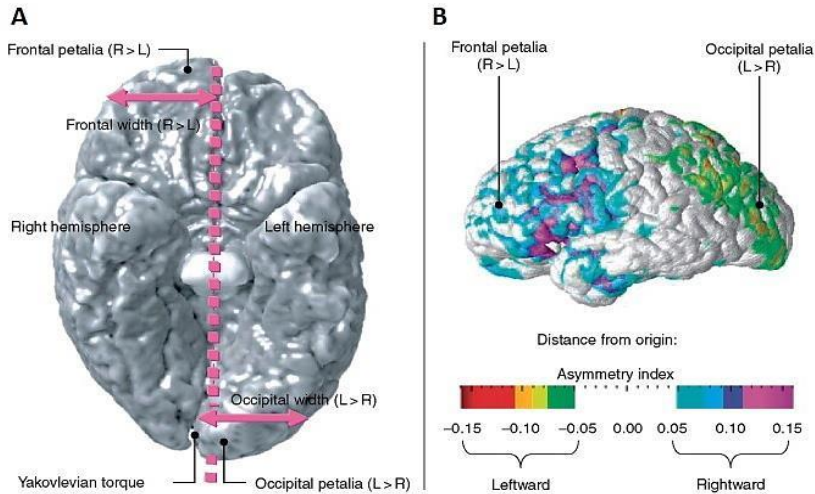 A
Frontal petalia (R > L)
Frontal width (R > L)
Right hemisphere
Left hemisphere
Occipital width (L > R)
Yakovlevian torque
Occipital petalia (L > R)
B
Frontal petalia
(R > L)
Occipital petalia
(L > R)
Distance from origin:
Asymmetry index
−0.15 −0.10 −0.05 0.00 0.05 0.10 0.15
Leftward
Rightward